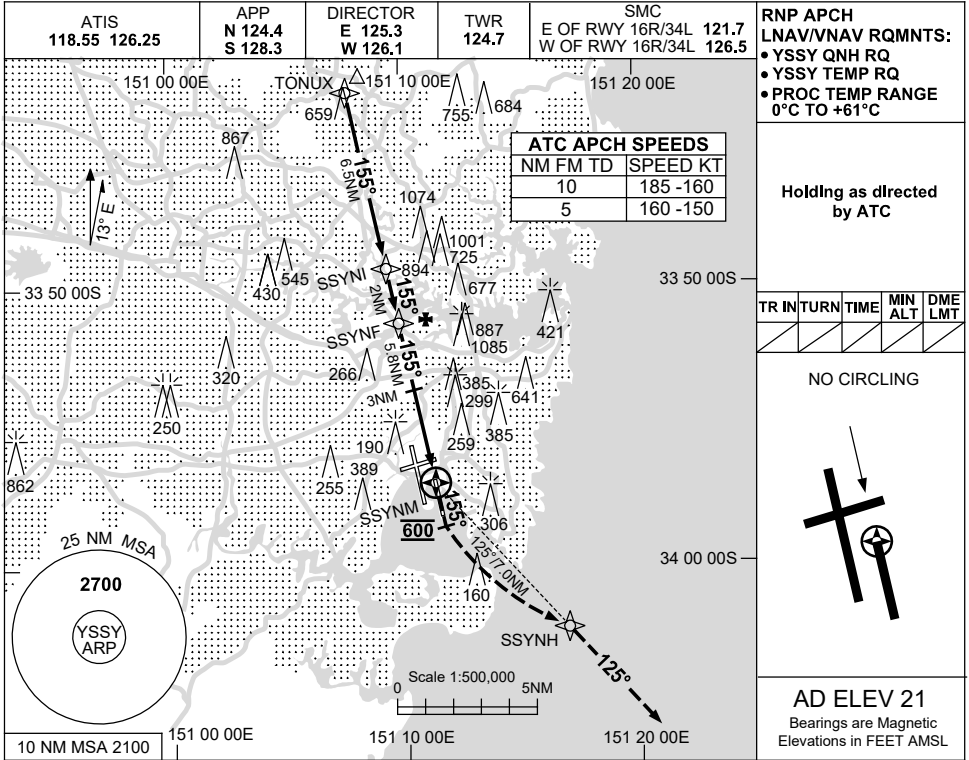 ATIS
118.55 126.25
APP
N 124.4
S 128.3
DIRECTOR
E 125.3
W 126.1
TWR
124.7
SMC
E OF RWY 16R/34L 121.7
W OF RWY 16R/34L 126.5
RNP APCH
LNAV/VNAV RQMNTS:
• YSSY QNH RQ
• YSSY TEMP RQ
• PROC TEMP RANGE
0°C TO +61°C
Holding as directed
by ATC
TR IN TURN TIME MIN ALT DME LMT
NO CIRCLING
AD ELEV 21
Bearings are Magnetic
Elevations in FEET AMSL
151 00 00E
151 10 00E
151 20 00E
TONUX
659
755
684
867
ATC APCH SPEEDS
NM FM TD SPEED KT
10 185 -160
5 160 -150
13° E
155°
6.5NM
1074
1001
725
545
430
SSYNI
894
677
33 50 00S
33 50 00S
155°
2NM
SSYNF
887
1085
421
320
266
155°
5.8NM
3NM
385
299
641
250
259
385
190
862
255
389
SSYNM
306
155°
600
125°/7.0NM
34 00 00S
160
25 NM MSA
2700
YSSY
ARP
SSYNH
125°
Scale 1:500,000
0 5NM
10 NM MSA 2100
151 00 00E
151 10 00E
151 20 00E